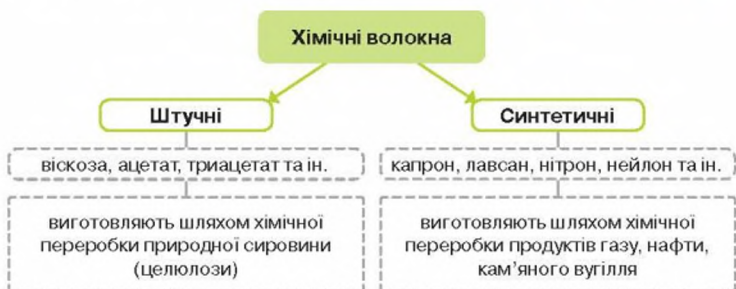 Хімічні волокна
Штучні
Синтетичні
віскоза, ацетат, триацетат та ін.
капрон, лавсан, нітрон, нейлон та ін.
виготовляють шляхом хімічної
переробки природної сировини
(целюлози)
виготовляють шляхом хімічної
переробки продуктів газу, нафти,
кам’яного вугілля